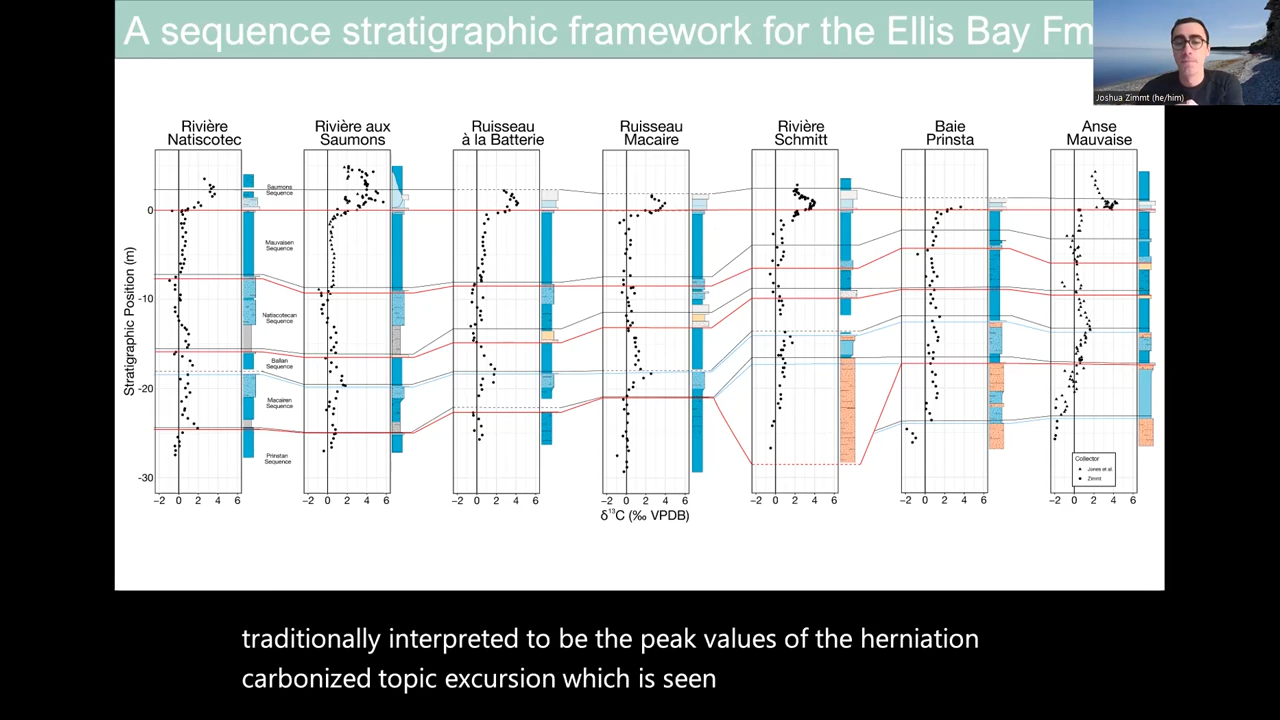 A sequence stratigraphic framework for the Ellis Bay Fm
Joshua Zimmt (he/him)
Rivière
Natiscotec
Rivière aux
Saumons
Ruisseau
à la Batterie
Ruisseau
Macaire
Rivière
Schmitt
Baie
Prinsta
Anse
Mauvaise
Stratigraphic Position (m)
0
-10
-20
-30
Saumons
Sequence
Mauvaisen
Sequence
Natiscotecan
Sequence
Batian
Sequence
Macairen
Sequence
Prinstan
Sequence
Collector
Jones et al.
Zimmt
-2 0 2 4 6
-2 0 2 4 6
-2 0 2 4 6
-2 0 2 4 6
-2 0 2 4 6
-2 0 2 4 6
-2 0 2 4 6
δ¹³C (‰ VPDB)
traditionally interpreted to be the peak values of the herniation
carbonized topic excursion which is seen